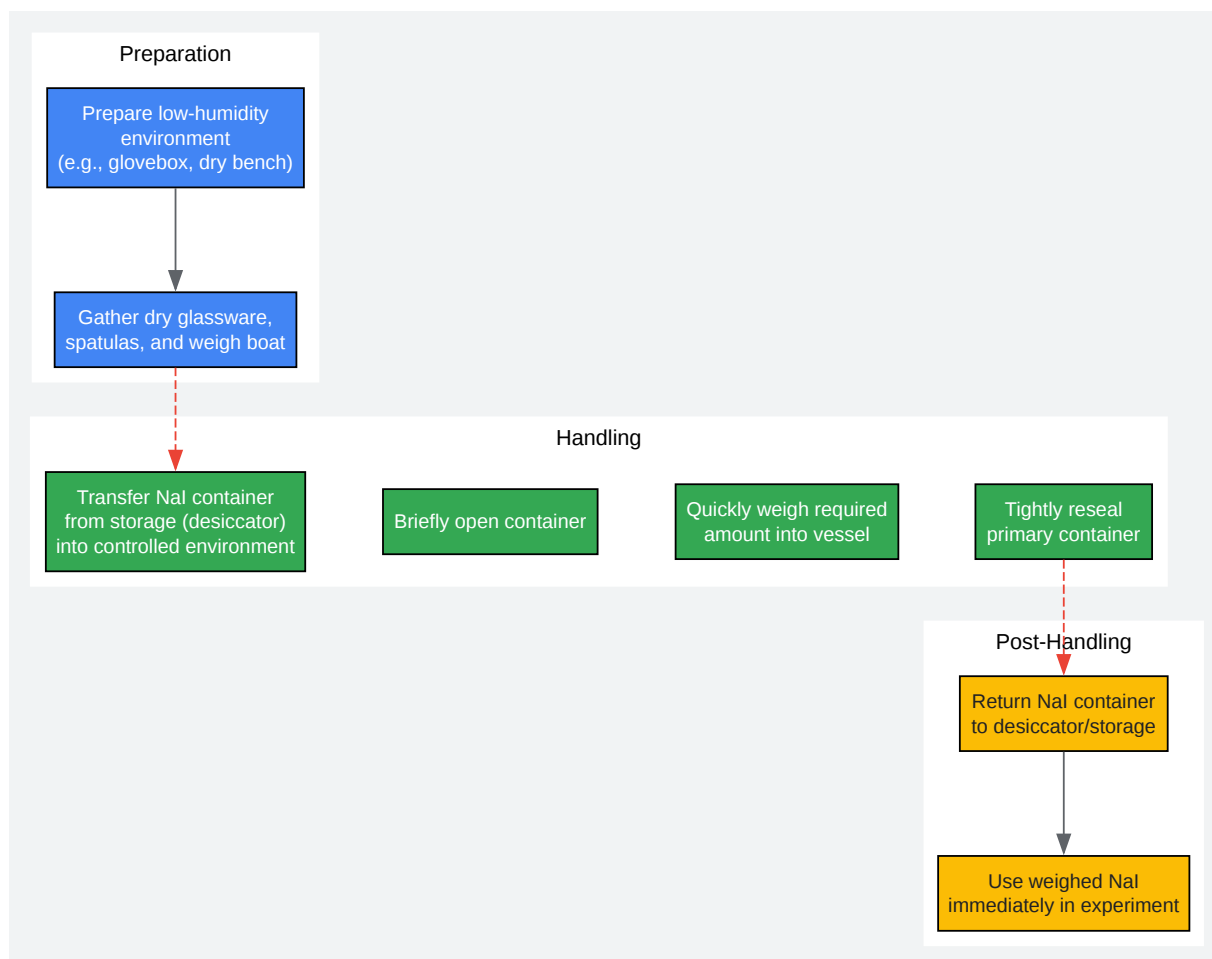 Preparation
Prepare low-humidity
environment
(e.g., glovebox, dry bench)
Gather dry glassware,
spatulas, and weigh boat
Handling
Transfer NaI container
from storage (desiccator)
into controlled environment
Briefly open container
Quickly weigh required
amount into vessel
Tightly reseal
primary container
Post-Handling
Return NaI container
to desiccator/storage
Use weighed NaI
immediately in experiment